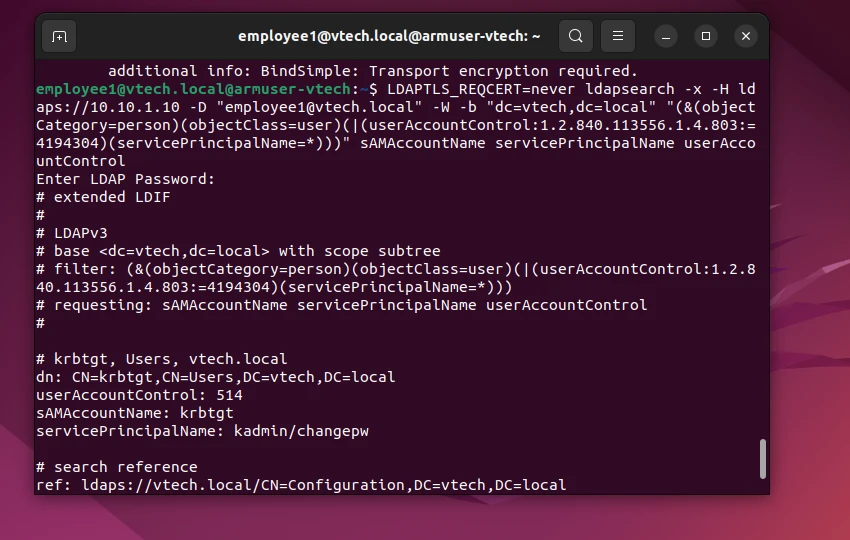 employee1@vtech.local@armuser-vtech: ~
additional info: BindSimple: Transport encryption required.
employee1@vtech.local@armuser-vtech:~$ LDAPTLS_REQCERT=never ldapsearch -x -H ld
aps://10.10.1.10 -D "employee1@vtech.local" -W -b "dc=vtech,dc=local" "(&(object
Category=person)(objectClass=user)(|(userAccountControl:1.2.840.113556.1.4.803:=
4194304)(servicePrincipalName=*)))" sAMAccountName servicePrincipalName userAcco
untControl
Enter LDAP Password:
# extended LDIF
#
# LDAPv3
# base <dc=vtech,dc=local> with scope subtree
# filter: (&(objectCategory=person)(objectClass=user)(|(userAccountControl:1.2.8
40.113556.1.4.803:=4194304)(servicePrincipalName=*)))
# requesting: sAMAccountName servicePrincipalName userAccountControl
#
# krbtgt, Users, vtech.local
dn: CN=krbtgt,CN=Users,DC=vtech,DC=local
userAccountControl: 514
sAMAccountName: krbtgt
servicePrincipalName: kadmin/changepw
# search reference
ref: ldaps://vtech.local/CN=Configuration,DC=vtech,DC=local